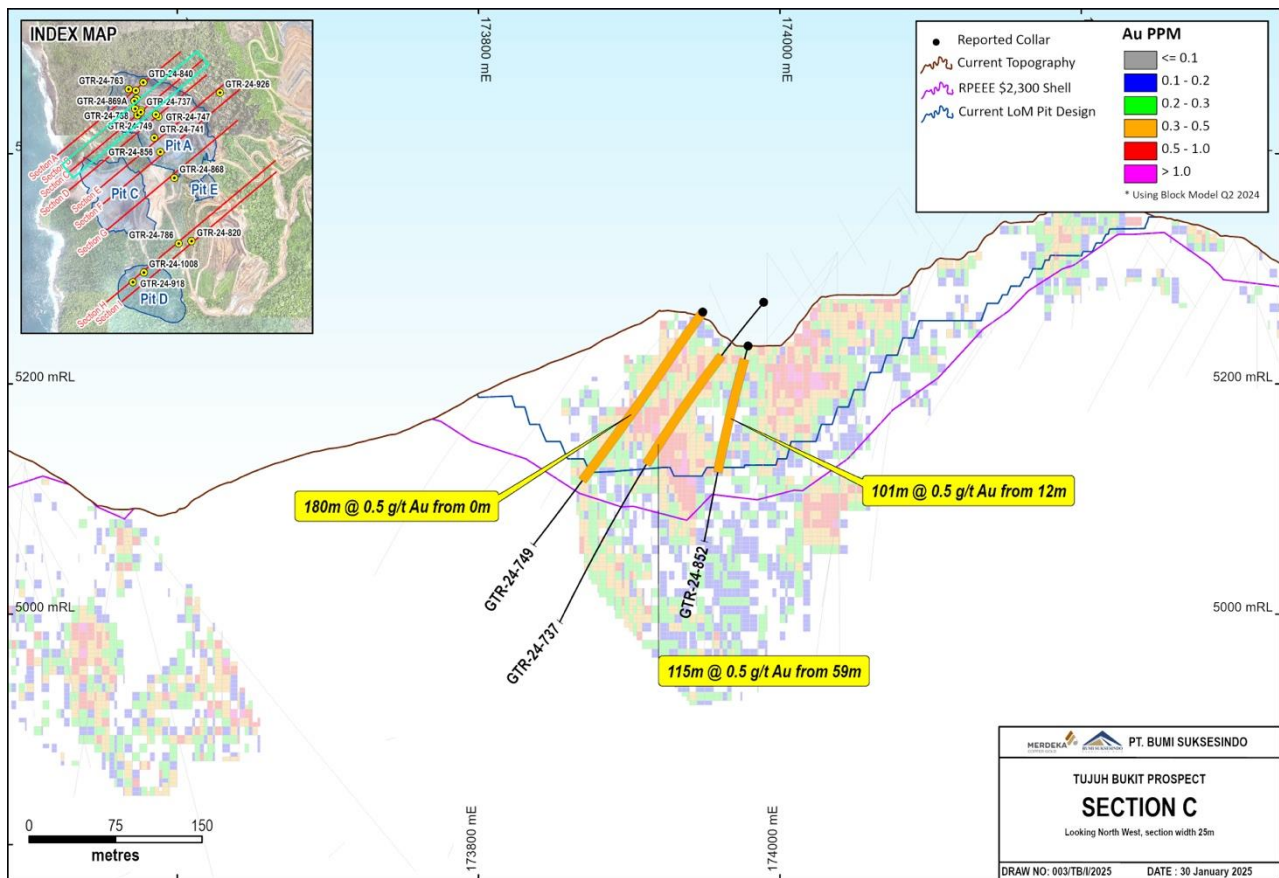 INDEX MAP
GTR-24-763
GTD-24-840
GTR-24-926
GTR-24-869A
GTR-24-737
GTR-24-738
GTR-24-747
GTR-24-749
GTR-24-741
Pit A
GTR-24-856
GTR-24-868
Pit C
Pit E
Section A
Section C
Section D
Section E
Section F
Section G
GTR-24-786
GTR-24-820
GTR-24-1008
GTR-24-918
Pit D
Section H
Section I
173800 mE
174000 mE
Reported Collar
Current Topography
RPEEE $2,300 Shell
Current LoM Pit Design
Au PPM
<= 0.1
0.1 - 0.2
0.2 - 0.3
0.3 - 0.5
0.5 - 1.0
> 1.0
* Using Block Model Q2 2024
5200 mRL
5200 mRL
180m @ 0.5 g/t Au from 0m
101m @ 0.5 g/t Au from 12m
GTR-24-749
GTR-24-737
GTR-24-852
5000 mRL
5000 mRL
115m @ 0.5 g/t Au from 59m
0 75 150
metres
173800 mE
174000 mE
MERDEKA
COPPER GOLD
BUMI SUKSESINDO
PT. BUMI SUKSESINDO
TUJUH BUKIT PROSPECT
SECTION C
Looking North West, section width 25m
DRAW NO: 003/TB/I/2025 DATE : 30 January 2025